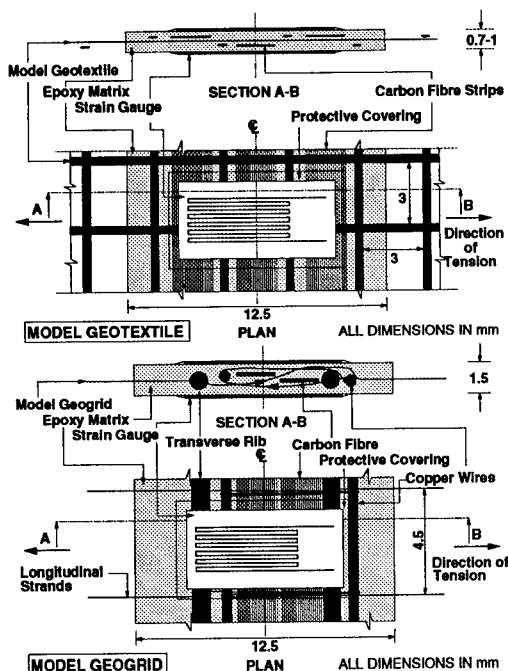 0.7-1
Model Geotextile
Epoxy Matrix
Strain Gauge
SECTION A-B
Carbon Fibre Strips
Protective Covering
℄
A
B
3
3
Direction of Tension
12.5
MODEL GEOTEXTILE
PLAN
ALL DIMENSIONS IN mm
1.5
Model Geogrid
Epoxy Matrix
Strain Gauge
SECTION A-B
Transverse Rib
Carbon Fibre
℄
Protective Covering
Copper Wires
A
B
4.5
Longitudinal Strands
Direction of Tension
12.5
MODEL GEOGRID
PLAN
ALL DIMENSIONS IN mm